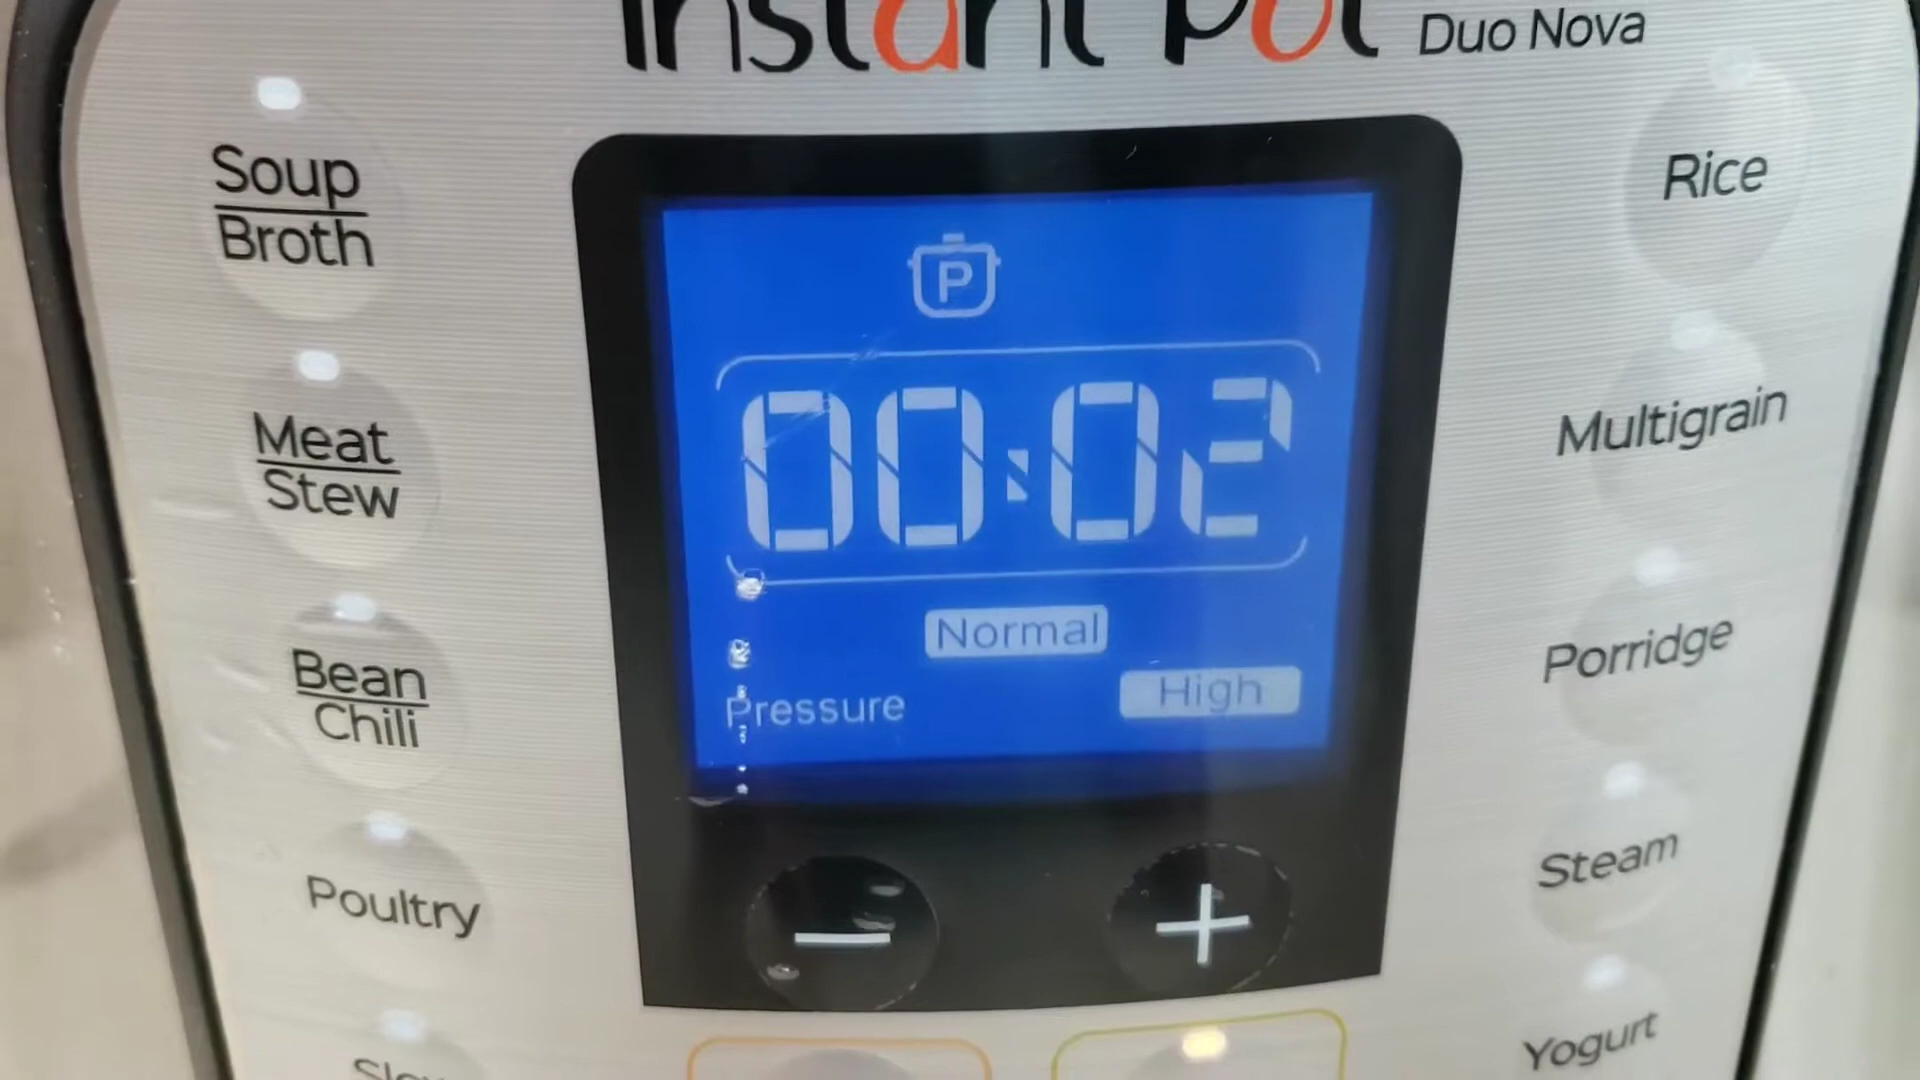 Instant Pot Duo Nova
Soup
Broth
Meat
Stew
Bean
Chili
Poultry
P
00:02
Normal
Pressure High
Rice
Multigrain
Porridge
Steam
Yogurt